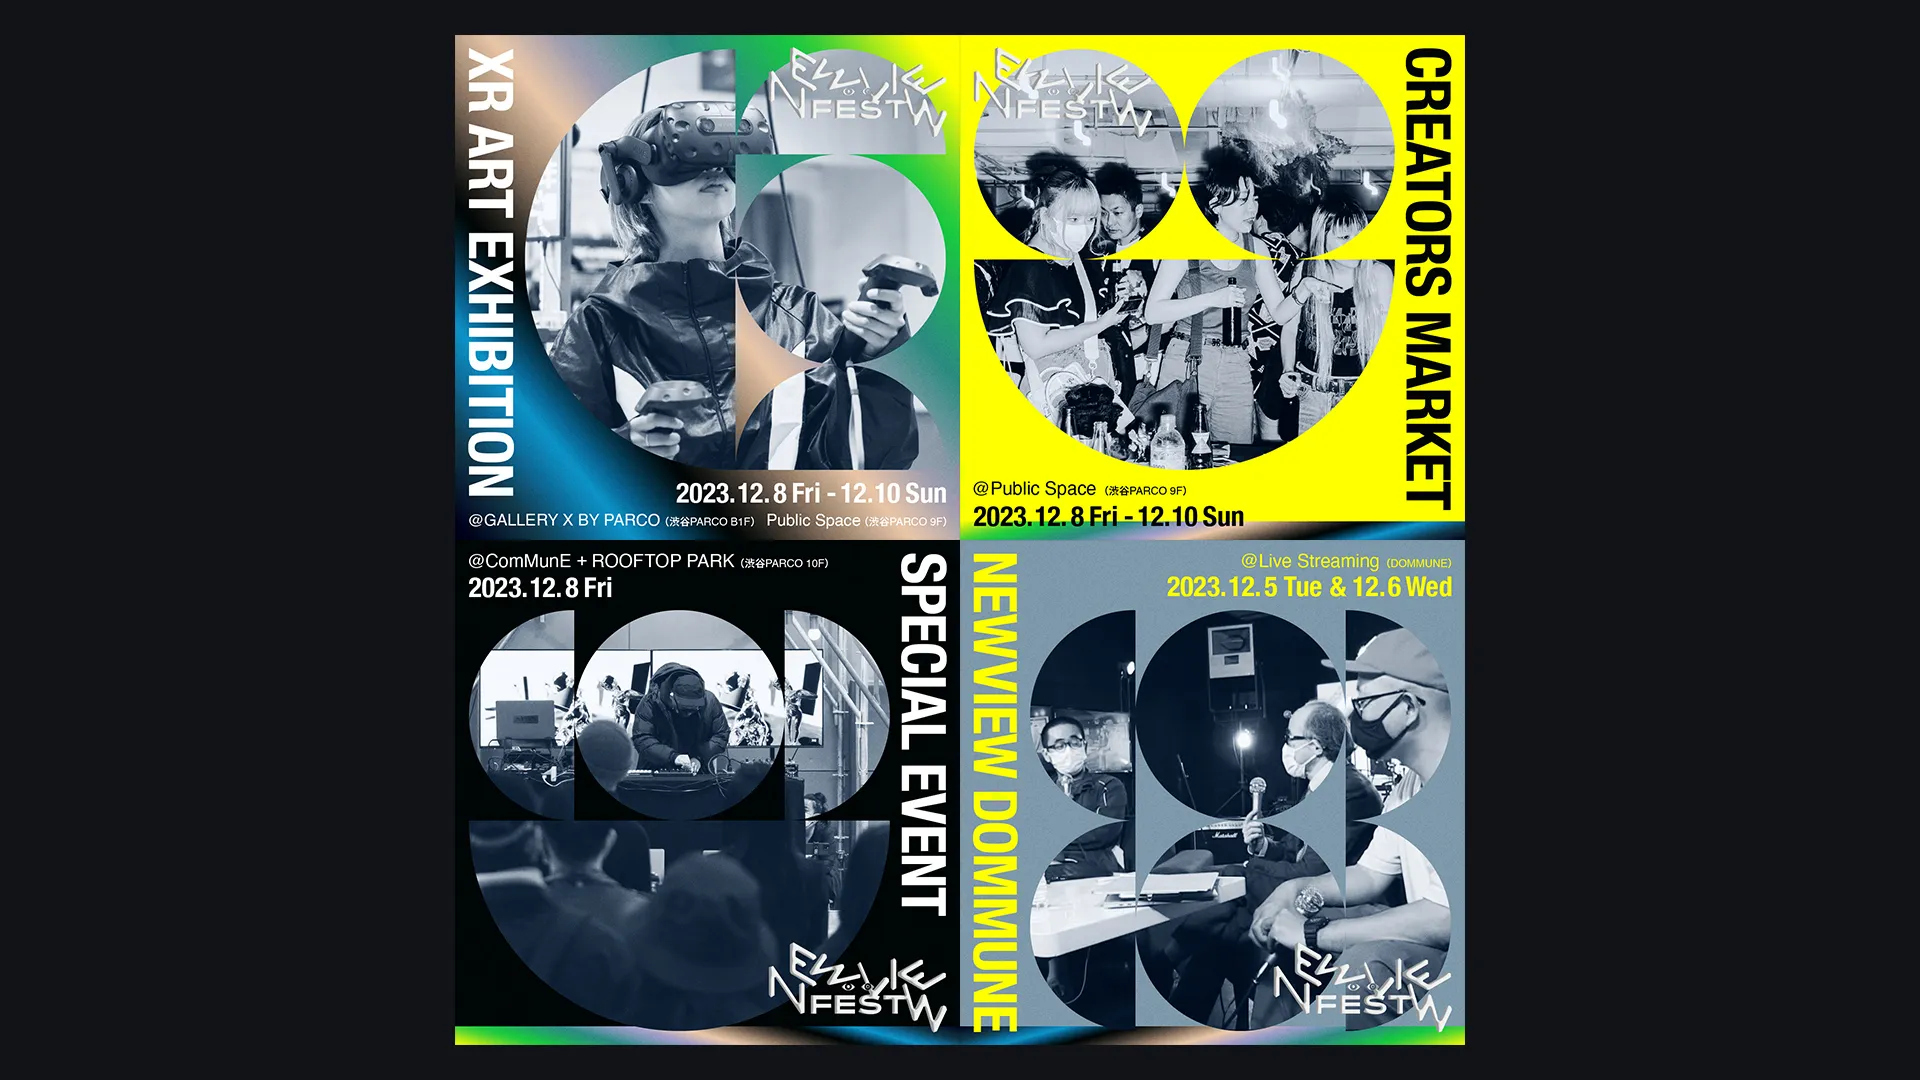 XR ART EXHIBITION
NEWVIEW
FEST
2023.12.8 Fri - 12.10 Sun
@GALLERY X BY PARCO (渋谷PARCO B1F) Public Space (渋谷PARCO 9F)
NEWVIEW
FEST
CREATORS MARKET
@Public Space (渋谷PARCO 9F)
2023.12.8 Fri - 12.10 Sun
@ComMunE + ROOFTOP PARK (渋谷PARCO 10F)
2023.12.8 Fri
SPECIAL EVENT
NEWVIEW
FEST
NEWVIEW DOMMUNE
@Live Streaming (DOMMUNE)
2023.12.5 Tue & 12.6 Wed
Marshall
NEWVIEW
FEST